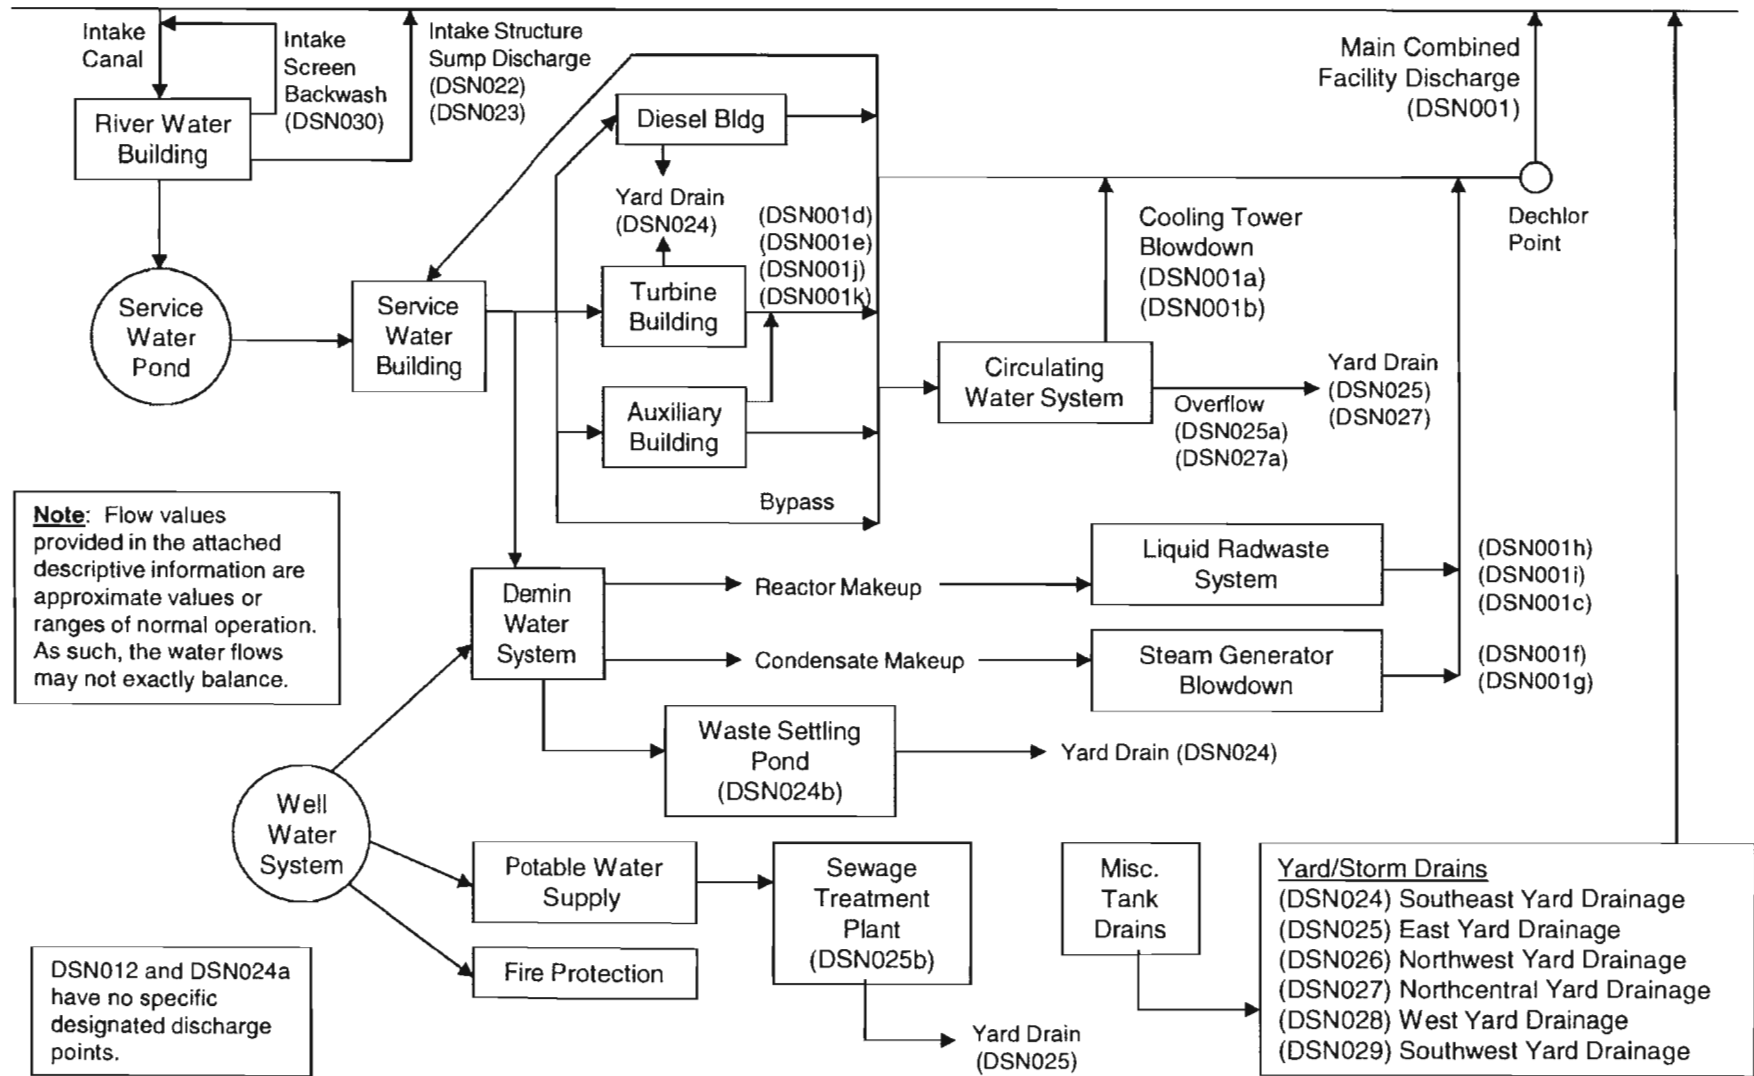 Intake
Canal
Intake
Screen
Backwash
(DSN030)
Intake Structure
Sump Discharge
(DSN022)
(DSN023)
Main Combined
Facility Discharge
(DSN001)
River Water
Building
Diesel Bldg
Yard Drain
(DSN024)
(DSN001d)
(DSN001e)
(DSN001j)
(DSN001k)
Cooling Tower
Blowdown
(DSN001a)
(DSN001b)
Dechlor
Point
Service
Water
Pond
Service
Water
Building
Turbine
Building
Auxiliary
Building
Circulating
Water System
Overflow
(DSN025a)
(DSN027a)
Yard Drain
(DSN025)
(DSN027)
Bypass
Note: Flow values
provided in the attached
descriptive information are
approximate values or
ranges of normal operation.
As such, the water flows
may not exactly balance.
Demin
Water
System
Reactor Makeup
Liquid Radwaste
System
(DSN001h)
(DSN001i)
(DSN001c)
Condensate Makeup
Steam Generator
Blowdown
(DSN001f)
(DSN001g)
Waste Settling
Pond
(DSN024b)
Yard Drain (DSN024)
Well
Water
System
Potable Water
Supply
Sewage
Treatment
Plant
(DSN025b)
Misc.
Tank
Drains
Yard/Storm Drains
(DSN024) Southeast Yard Drainage
(DSN025) East Yard Drainage
(DSN026) Northwest Yard Drainage
(DSN027) Northcentral Yard Drainage
(DSN028) West Yard Drainage
(DSN029) Southwest Yard Drainage
Fire Protection
DSN012 and DSN024a
have no specific
designated discharge
points.
Yard Drain
(DSN025)